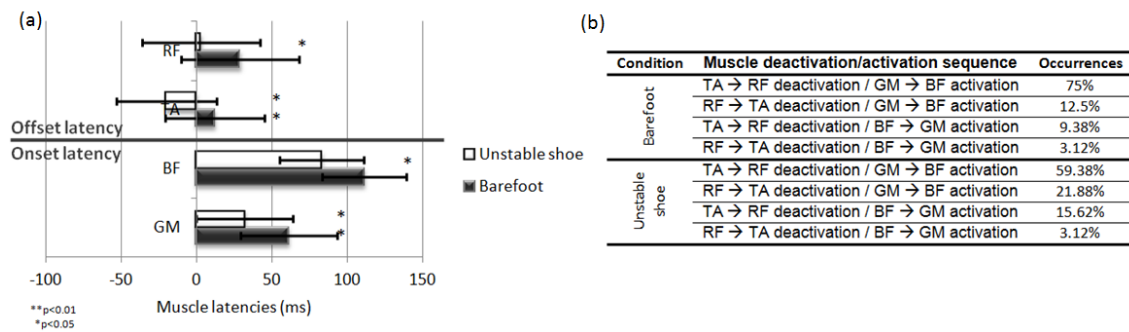 (a)
RF
*
TA
*
*
Offset latency
Onset latency
BF
*
GM
*
*
Unstable shoe
Barefoot
-100 -50 0 50 100 150
Muscle latencies (ms)
**p<0.01
*p<0.05
(b)
Condition Muscle deactivation/activation sequence Occurrences
Barefoot
TA → RF deactivation / GM → BF activation 75%
RF → TA deactivation / GM → BF activation 12.5%
TA → RF deactivation / BF → GM activation 9.38%
RF → TA deactivation / BF → GM activation 3.12%
Unstable
shoe
TA → RF deactivation / GM → BF activation 59.38%
RF → TA deactivation / GM → BF activation 21.88%
TA → RF deactivation / BF → GM activation 15.62%
RF → TA deactivation / BF → GM activation 3.12%